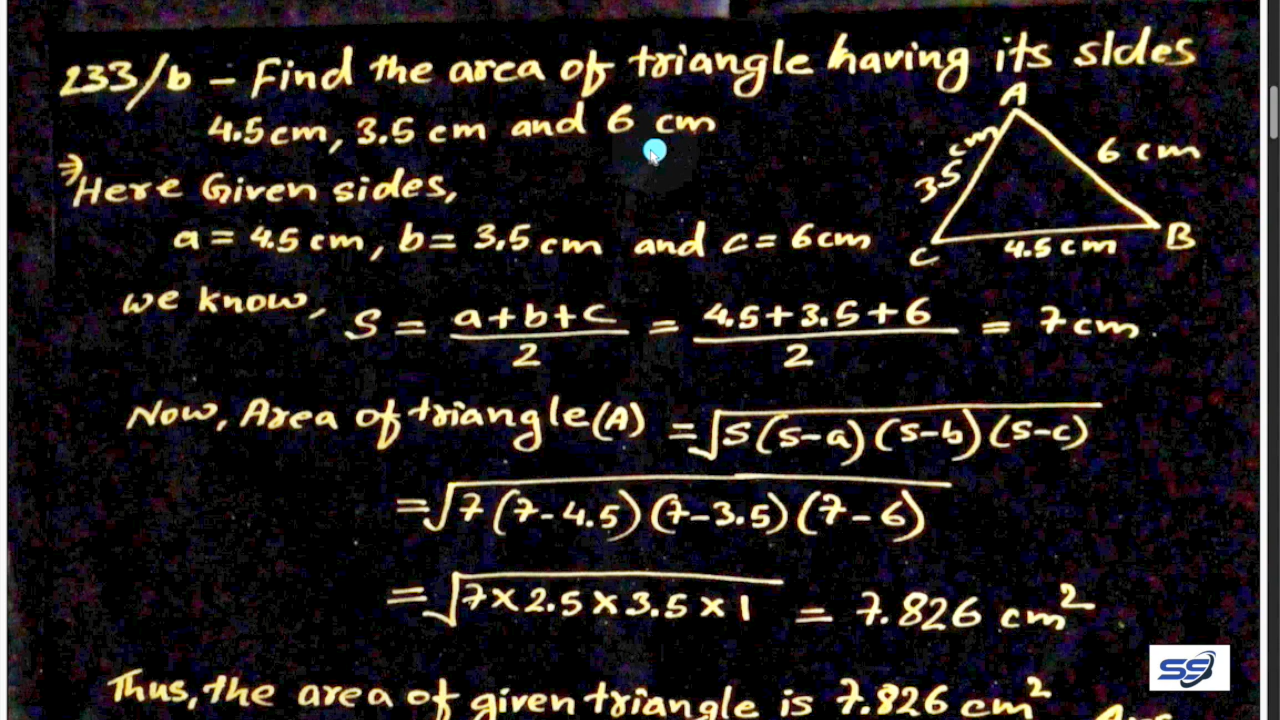 233/b - Find the area of triangle having its sides
4.5 cm, 3.5 cm and 6 cm
A
3.5 cm
6 cm
C
4.5 cm
B
⇒ Here Given sides,
a = 4.5 cm, b = 3.5 cm and c = 6 cm
we know, S = a+b+c/2 = 4.5+3.5+6/2 = 7 cm.
Now, Area of triangle (A) = √S(s-a)(s-b)(s-c)
= √7(7-4.5)(7-3.5)(7-6)
= √7×2.5×3.5×1 = 7.826 cm²
Thus, the area of given triangle is 7.826 cm²
SS